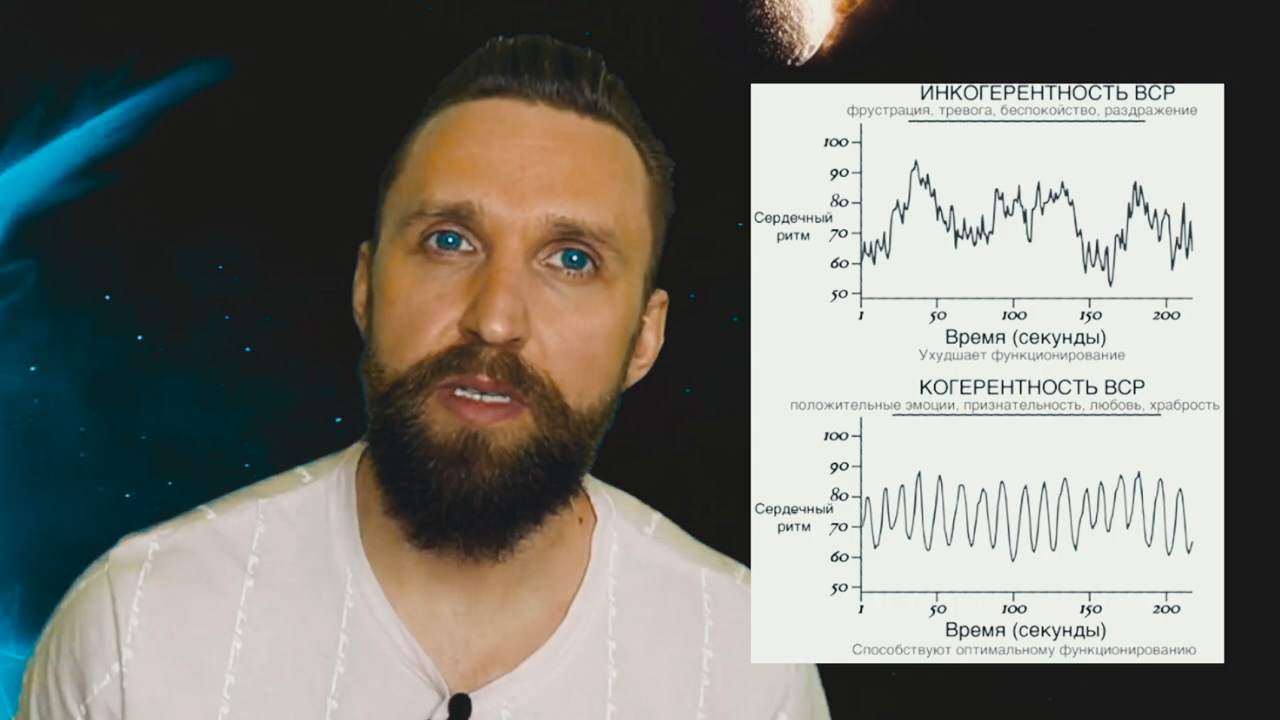 ИНКОГЕРЕНТНОСТЬ ВСР
фрустрация, тревога, беспокойство, раздражение
100
90
80
Сердечный
ритм
70
60
50
1 50 100 150 200
Время (секунды)
Ухудшает функционирование
КОГЕРЕНТНОСТЬ ВСР
положительные эмоции, признательность, любовь, храбрость
100
90
80
Сердечный
ритм
70
60
50
1 50 100 150 200
Время (секунды)
Способствуют оптимальному функционированию